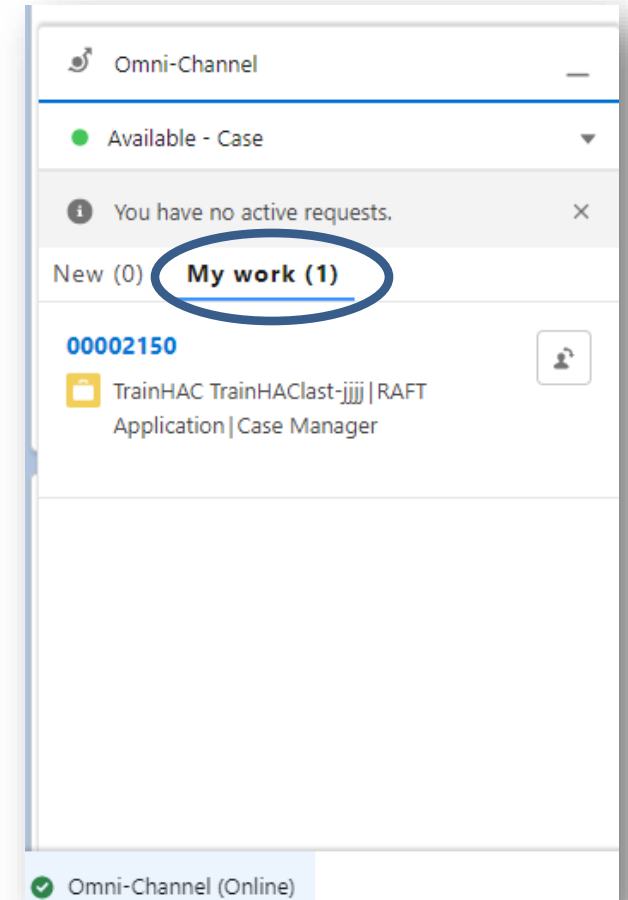 Omni-Channel
Available - Case
You have no active requests.
New (0) My work (1)
00002150
TrainHAC TrainHAClast-jjjj|RAFT
Application|Case Manager
Omni-Channel (Online)